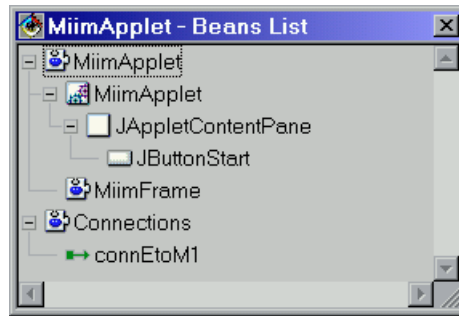 MiimApplet - Beans List
MiimApplet
MiimApplet
JAppletContentPane
JButtonStart
MiimFrame
Connections
connEtoM1